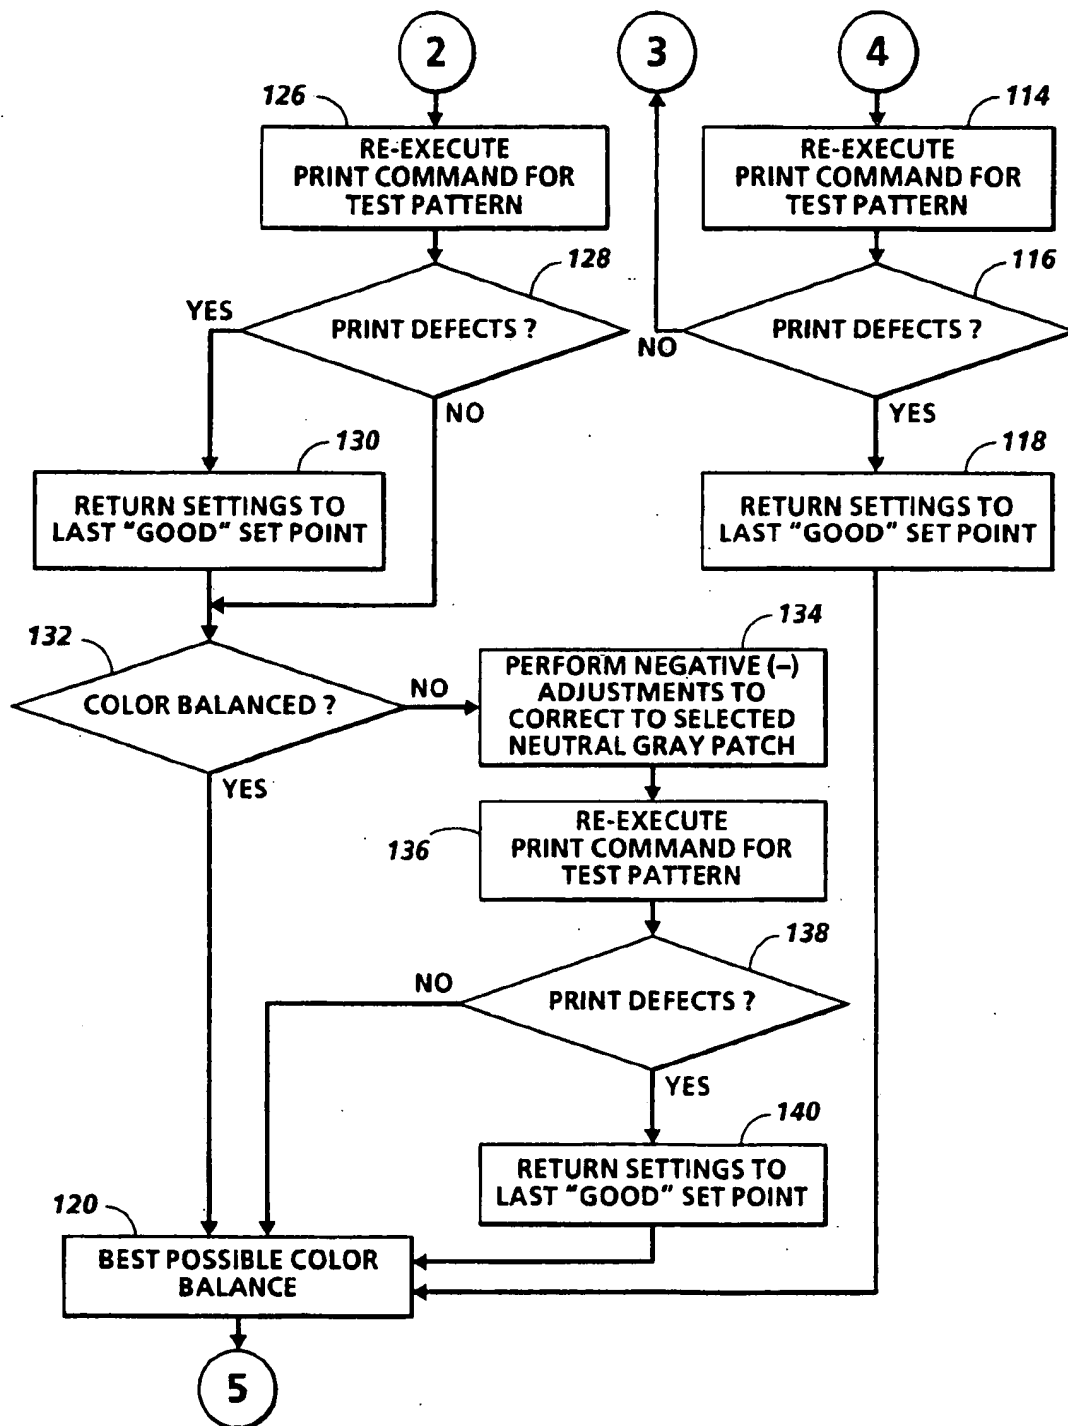 2
3
4
126
RE-EXECUTE
PRINT COMMAND FOR
TEST PATTERN
114
RE-EXECUTE
PRINT COMMAND FOR
TEST PATTERN
128
YES
PRINT DEFECTS ?
NO
116
NO
PRINT DEFECTS ?
YES
130
RETURN SETTINGS TO
LAST "GOOD" SET POINT
118
RETURN SETTINGS TO
LAST "GOOD" SET POINT
132
COLOR BALANCED ?
NO
YES
134
PERFORM NEGATIVE (–)
ADJUSTMENTS TO
CORRECT TO SELECTED
NEUTRAL GRAY PATCH
136
RE-EXECUTE
PRINT COMMAND FOR
TEST PATTERN
138
NO
PRINT DEFECTS ?
YES
140
RETURN SETTINGS TO
LAST "GOOD" SET POINT
120
BEST POSSIBLE COLOR
BALANCE
5